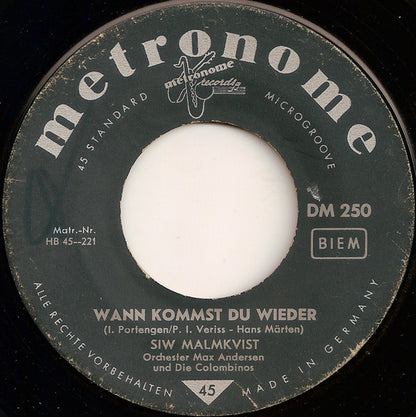 metronome
metronome
records
45 STANDARD
MICROGROOVE
DM 250
BIEM
Matr.-Nr.
HB 45--221
WANN KOMMST DU WIEDER
(I. Portengen/P. I. Veriss - Hans Märten)
SIW MALMKVIST
Orchester Max Andersen
und Die Colombinos
ALLE RECHTE VORBEHALTEN
45
MADE IN GERMANY